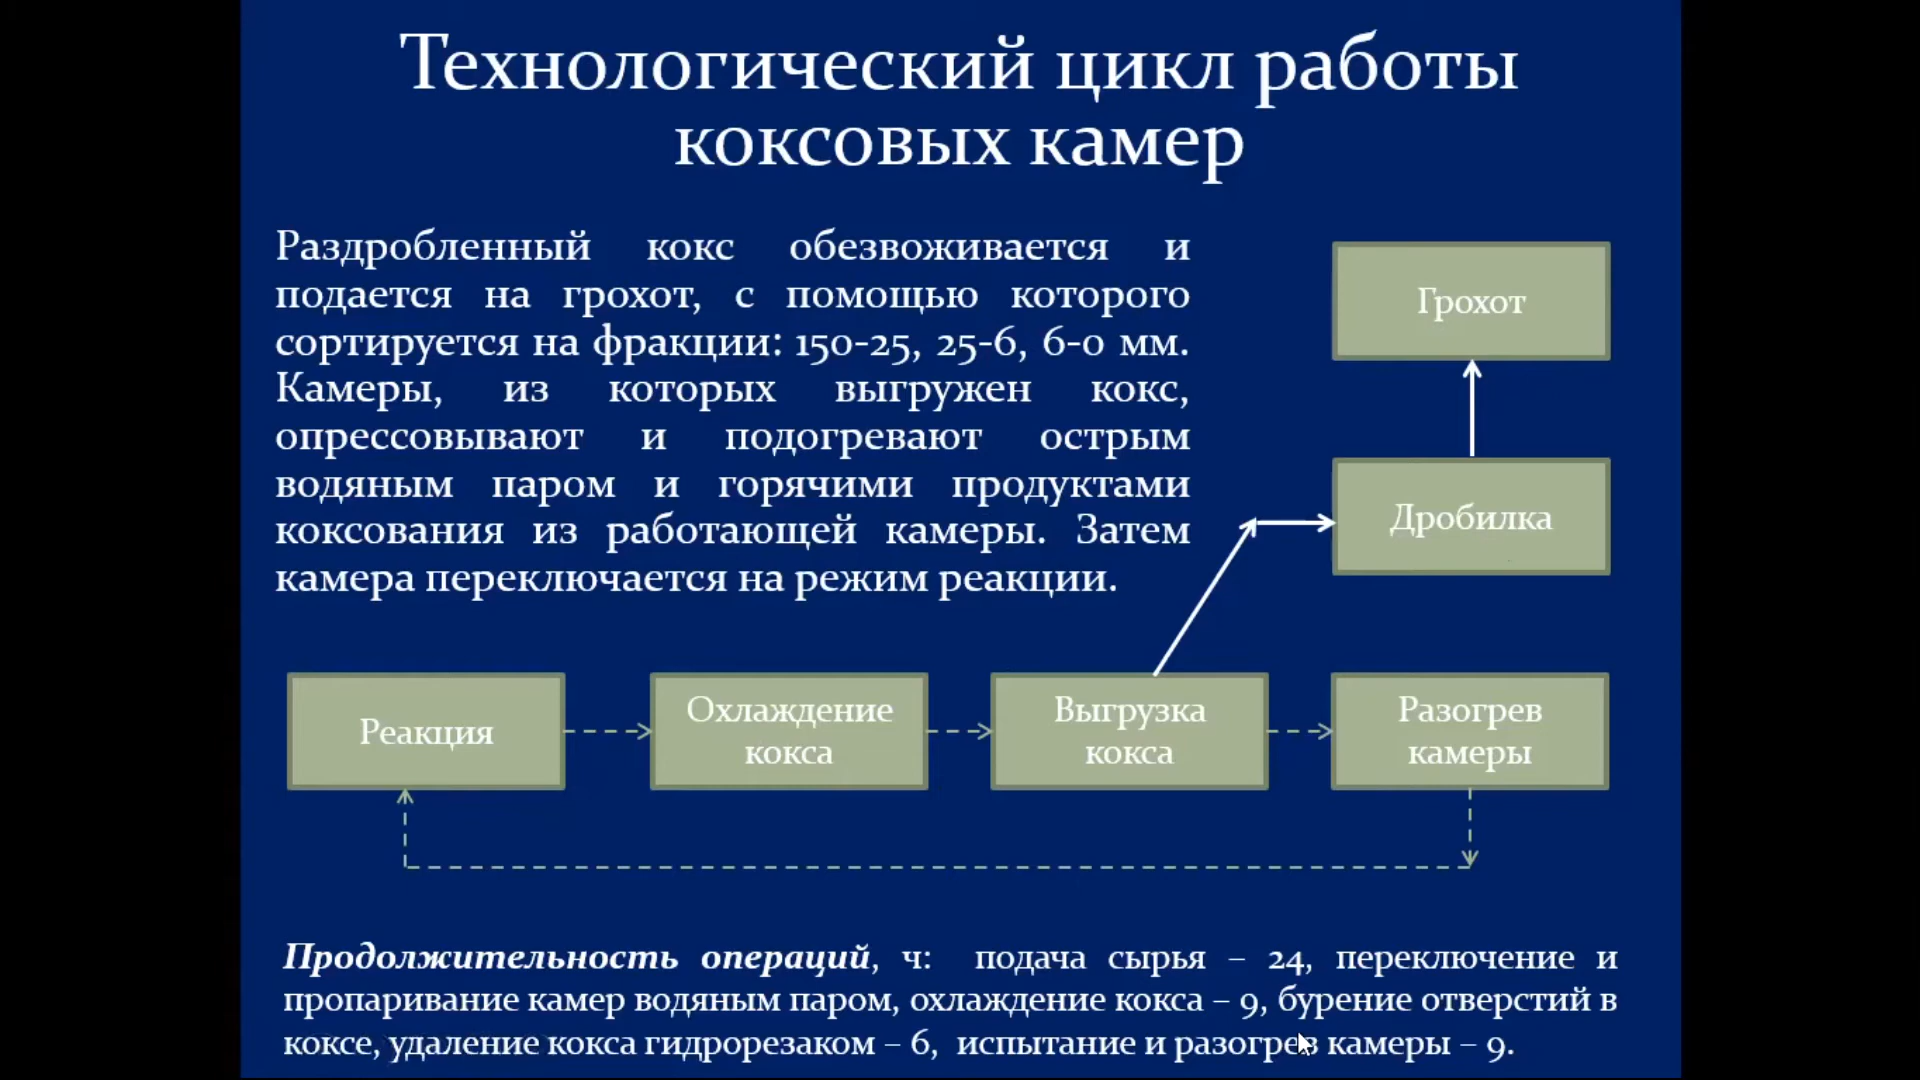 Технологический цикл работы
коксовых камер
Раздробленный кокс обезвоживается и
подается на грохот, с помощью которого
сортируется на фракции: 150-25, 25-6, 6-0 мм.
Камеры, из которых выгружен кокс,
опрессовывают и подогревают острым
водяным паром и горячими продуктами
коксования из работающей камеры. Затем
камера переключается на режим реакции.
Грохот
Дробилка
Реакция
Охлаждение
кокса
Выгрузка
кокса
Разогрев
камеры
Продолжительность операций, ч: подача сырья – 24, переключение и
пропаривание камер водяным паром, охлаждение кокса – 9, бурение отверстий в
коксе, удаление кокса гидрорезаком – 6, испытание и разогрев камеры – 9.